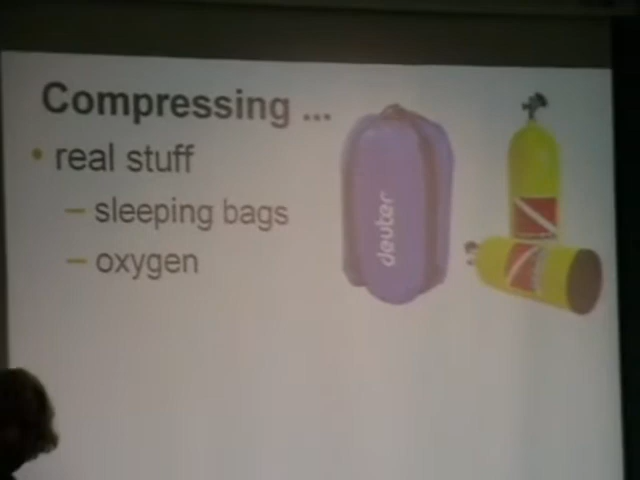 Compressing ...
• real stuff
– sleeping bags
– oxygen
deuter